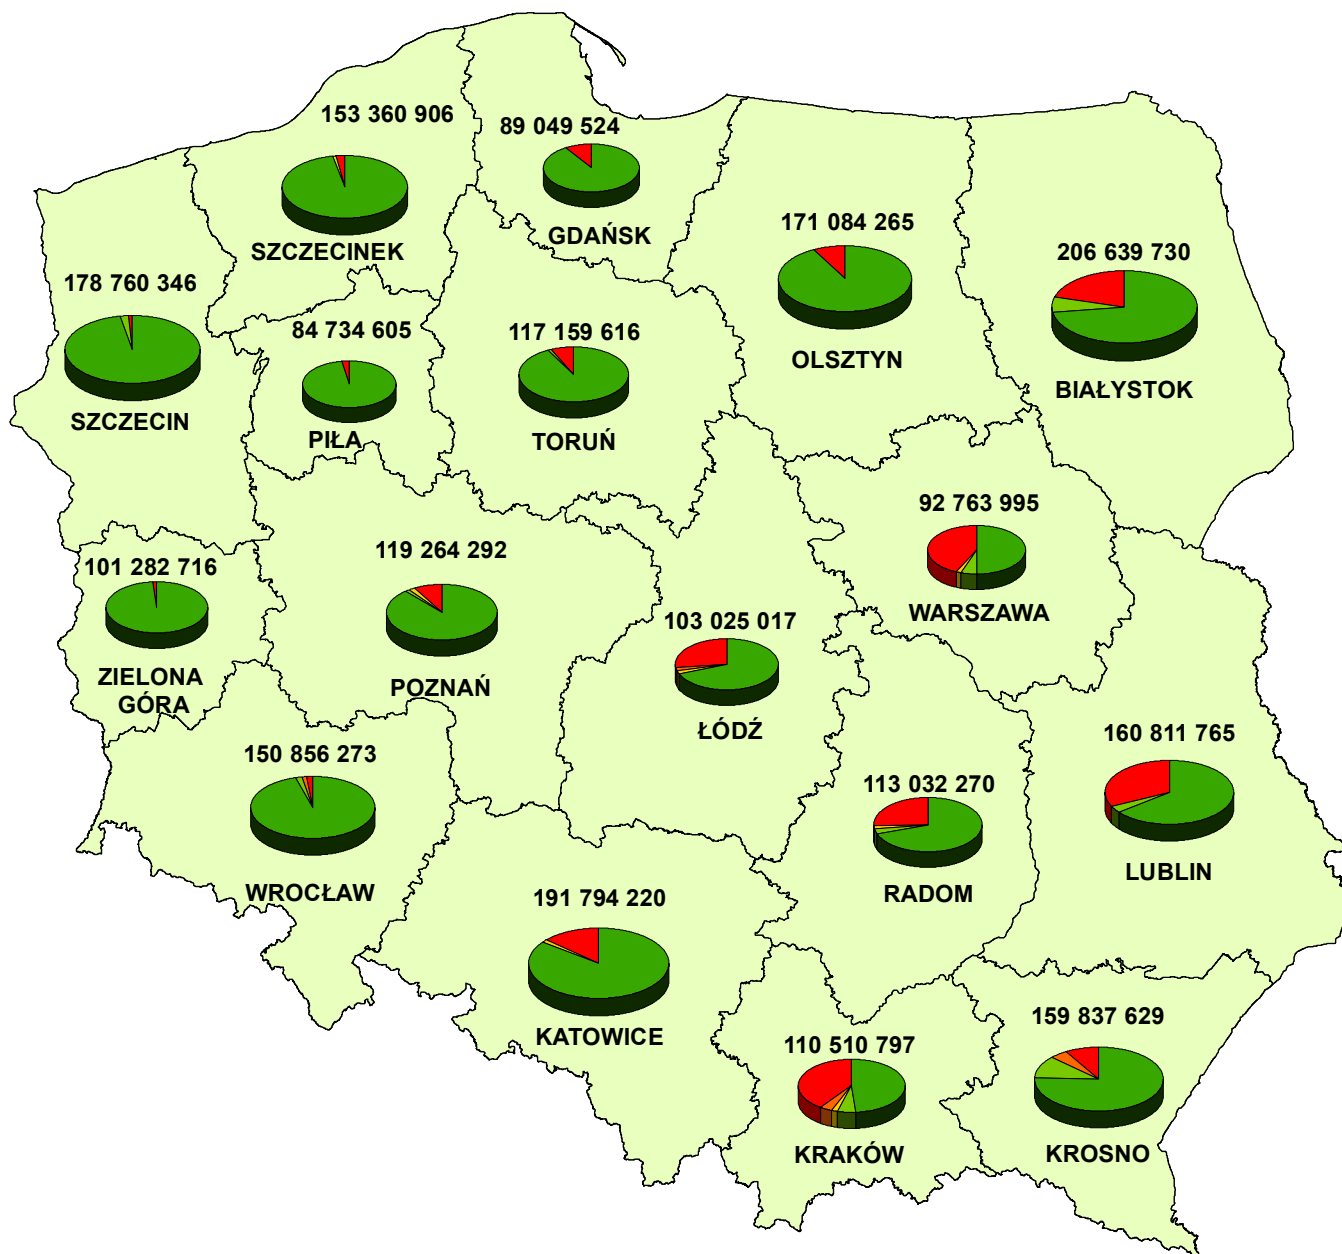 153 360 906
SZCZECINEK
89 049 524
GDAŃSK
171 084 265
OLSZTYN
206 639 730
BIAŁYSTOK
178 760 346
SZCZECIN
84 734 605
PIŁA
117 159 616
TORUŃ
92 763 995
WARSZAWA
101 282 716
ZIELONA
GÓRA
119 264 292
POZNAŃ
103 025 017
ŁÓDŹ
150 856 273
WROCŁAW
113 032 270
RADOM
160 811 765
LUBLIN
191 794 220
KATOWICE
110 510 797
KRAKÓW
159 837 629
KROSNO